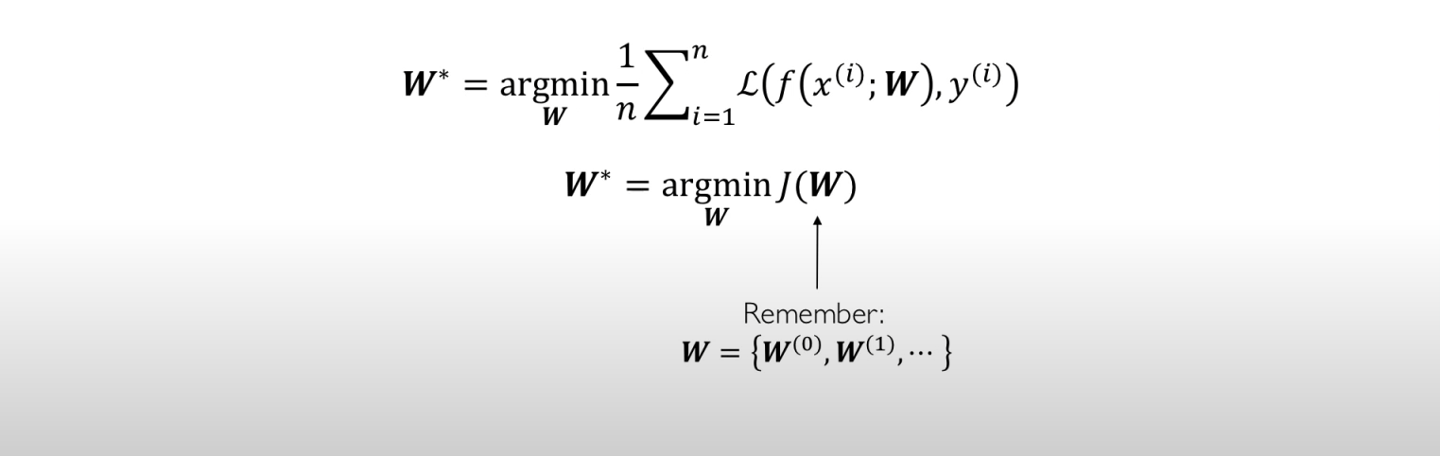 W* = argmin_W 1/n ∑_{i=1}^{n} ℒ(f(x^{(i)}; W), y^{(i)})
W* = argmin_W J(W)
Remember:
W = {W^{(0)}, W^{(1)}, ⋯ }